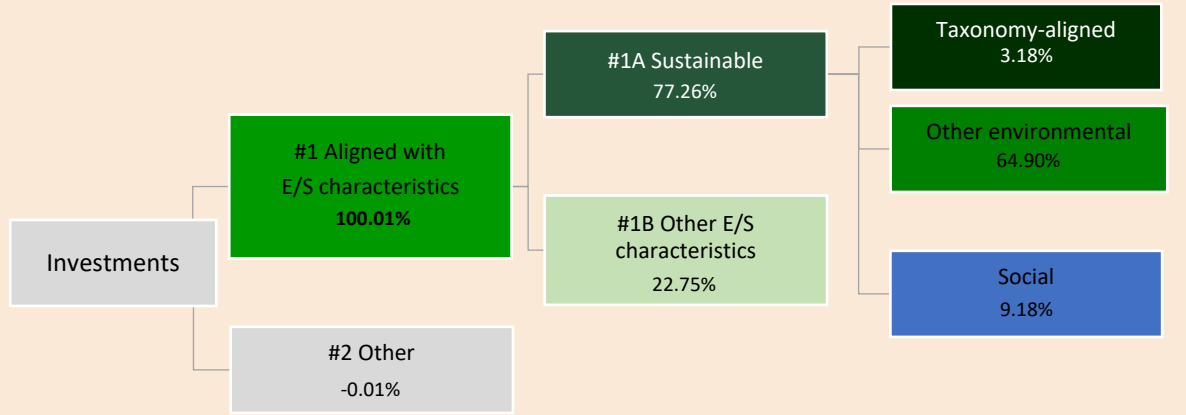 Investments
#1 Aligned with
E/S characteristics
100.01%
#2 Other
-0.01%
#1A Sustainable
77.26%
#1B Other E/S
characteristics
22.75%
Taxonomy-aligned
3.18%
Other environmental
64.90%
Social
9.18%